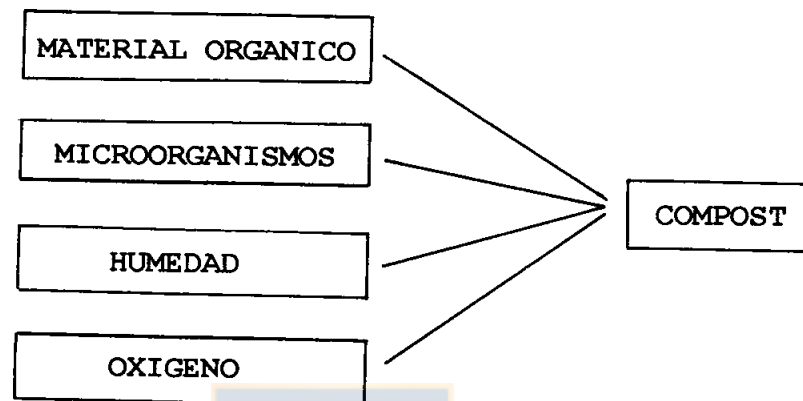 MATERIAL ORGANICO
MICROORGANISMOS
HUMEDAD
OXIGENO
COMPOST